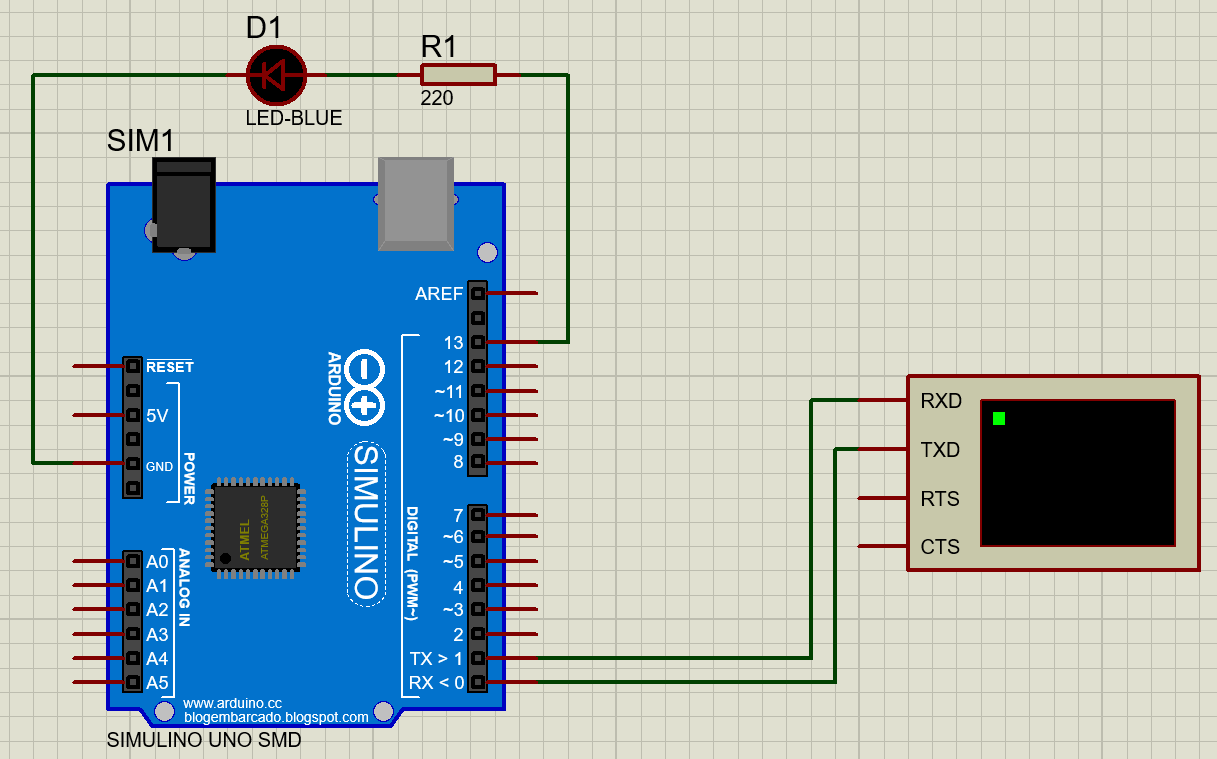 D1
R1
220
LED-BLUE
SIM1
AREF
13
12
~11
~10
~9
8
RESET
5V
GND
POWER
ARDUINO
SIMULINO
ATMEL
ATMEGA328P
DIGITAL (PWM~)
7
~6
~5
4
~3
2
TX > 1
RX < 0
ANALOG IN
A0
A1
A2
A3
A4
A5
www.arduino.cc
blogembarcado.blogspot.com
SIMULINO UNO SMD
RXD
TXD
RTS
CTS